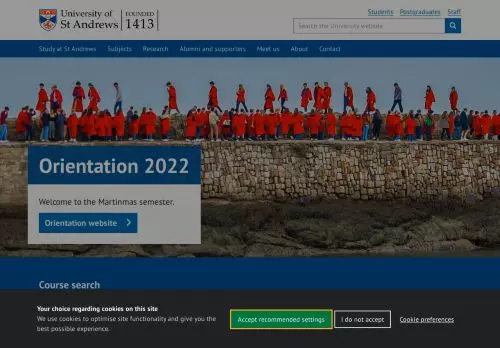 University of
St Andrews
FOUNDED
1413
Students Postgraduates Staff
Search the University website
Study at St Andrews Subjects Research Alumni and supporters Meet us About Contact
Orientation 2022
Welcome to the Martinmas semester.
Orientation website
Course search
Your choice regarding cookies on this site
We use cookies to optimise site functionality and give you the
best possible experience.
Accept recommended settings
I do not accept
Cookie preferences